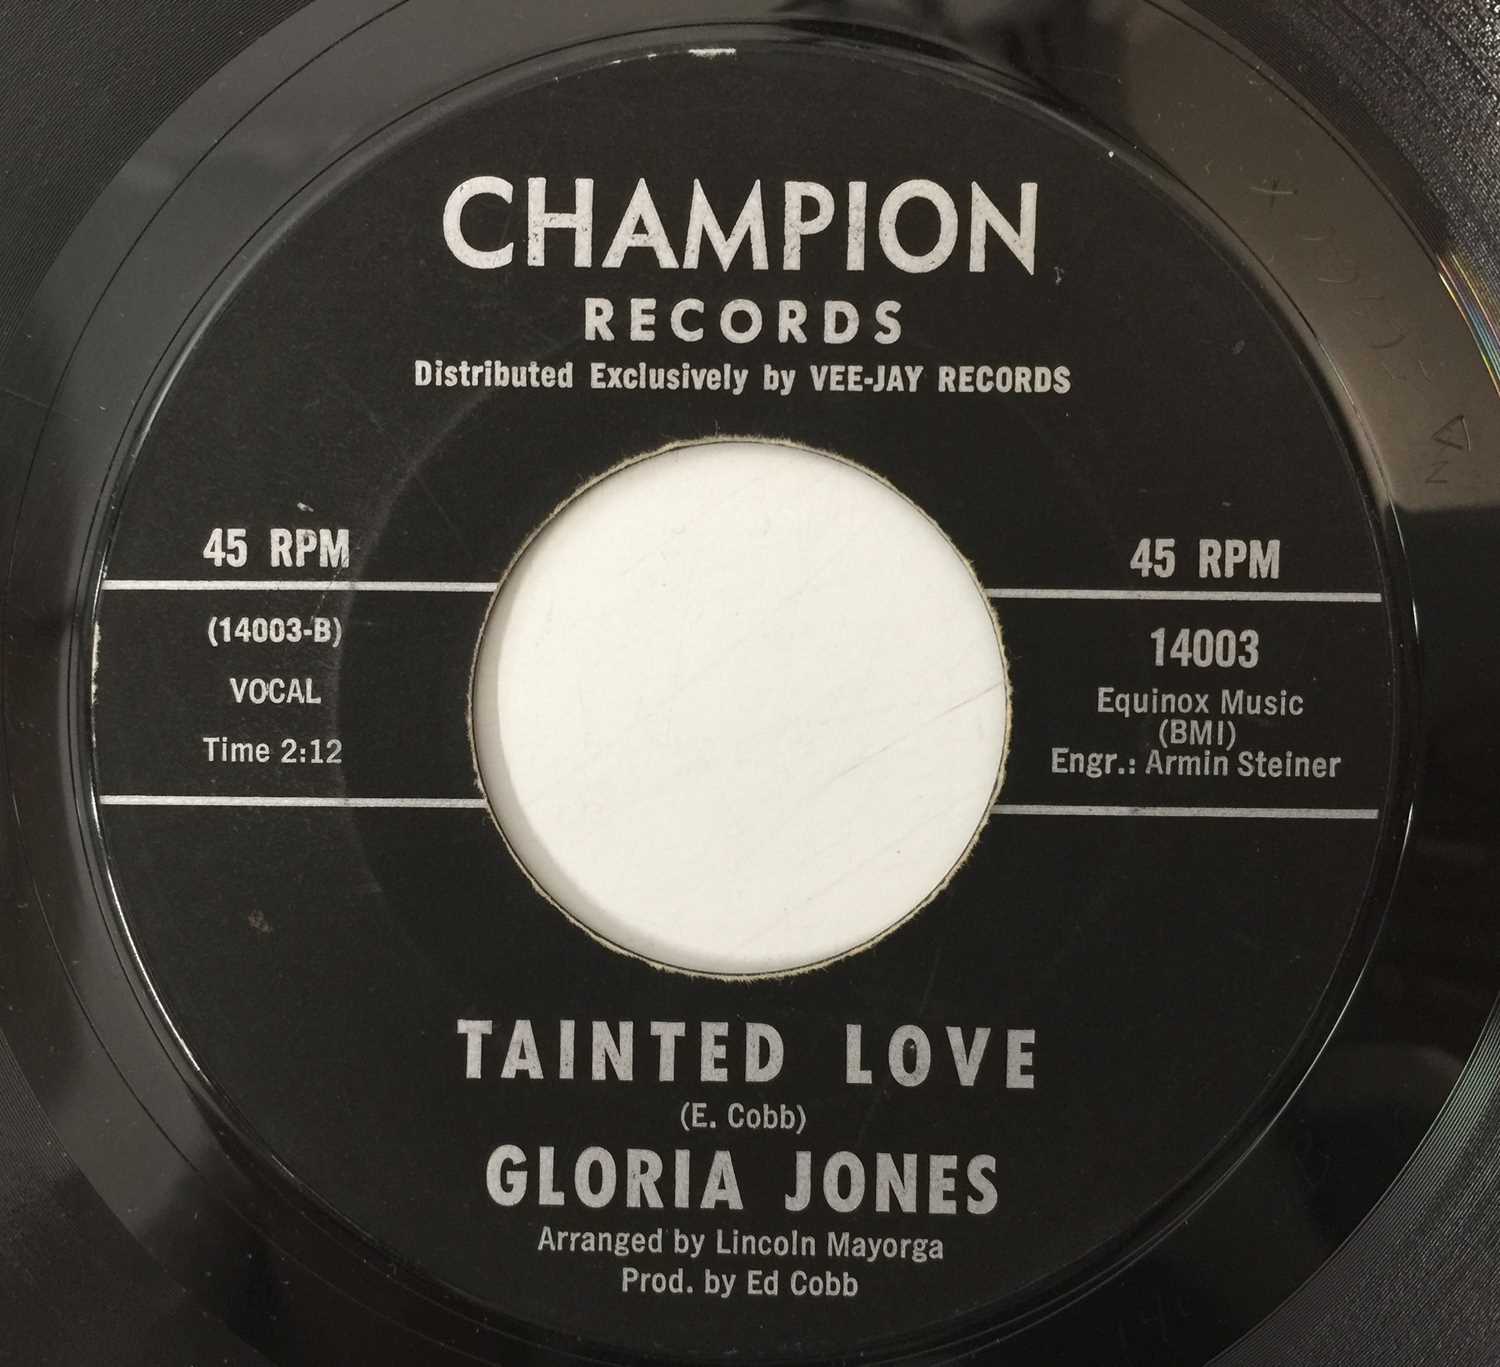 CHAMPION
RECORDS
Distributed Exclusively by VEE-JAY RECORDS
45 RPM
(14003-B)
VOCAL
Time 2:12
45 RPM
14003
Equinox Music
(BMI)
Engr.: Armin Steiner
TAINTED LOVE
(E. Cobb)
GLORIA JONES
Arranged by Lincoln Mayorga
Prod. by Ed Cobb